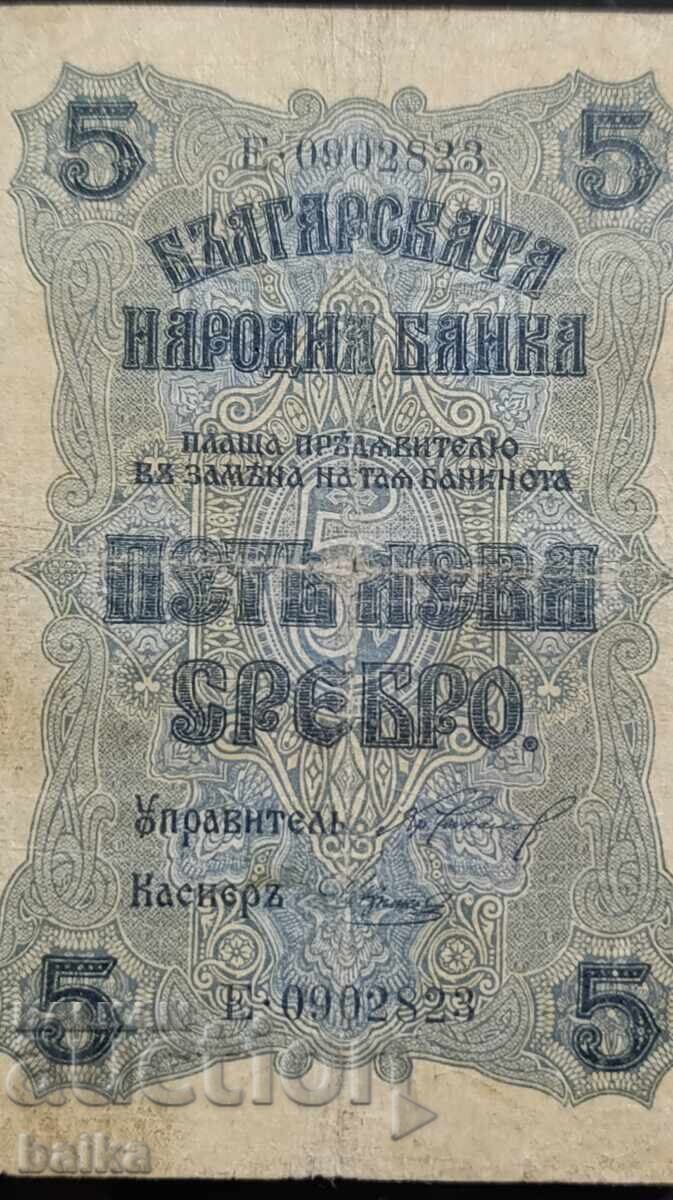 5 5
Е·0902823
БЪЛГАРСКАТА
НАРОДНА БАНКА
ПЛАЩА ПРѢДЯВИТЕЛЮ
ВЪ ЗАМѢНА НА ТАЯ БАНКНОТА
5
ПЕТЬ ЛЕВА
СРЕБРО.
Управитель
Касиеръ
5 Е·0902823 5
auction
balka